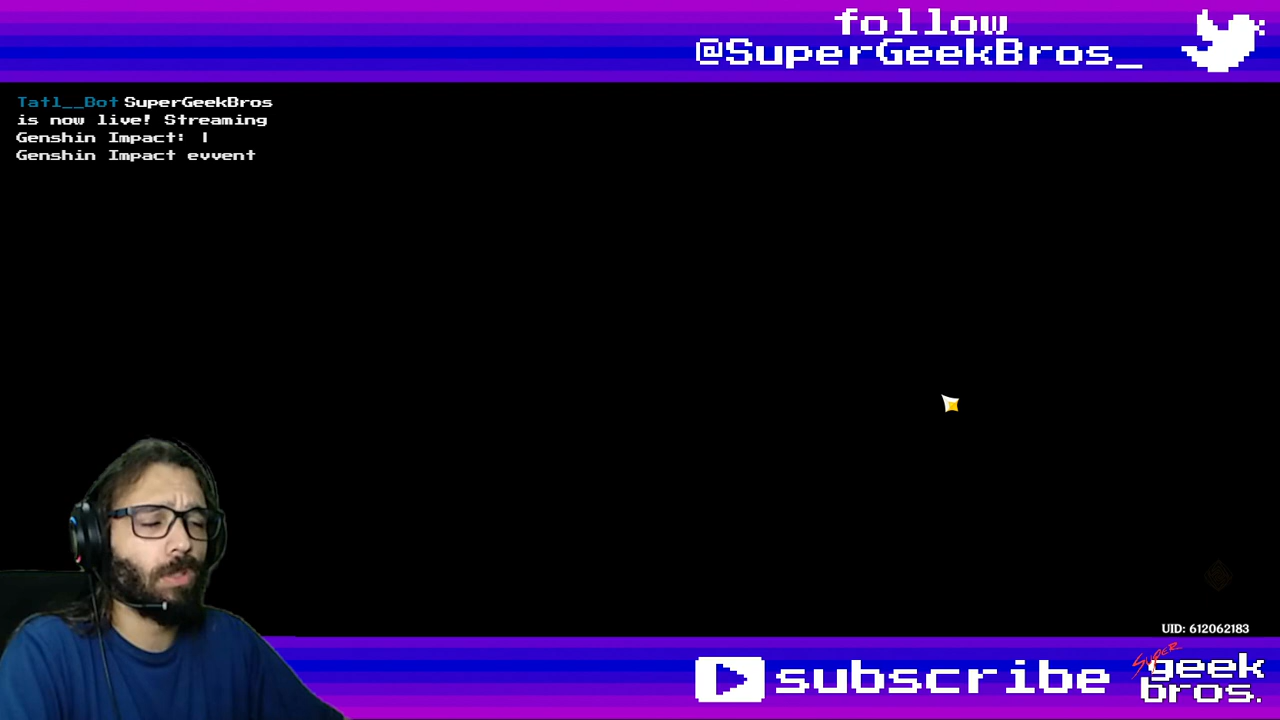 follow
@SuperGeekBros_
Tatl__Bot SuperGeekBros
is now live! Streaming
Genshin Impact: |
Genshin Impact evvent
UID: 612062183
subscribe
SUPER
geek
bros.